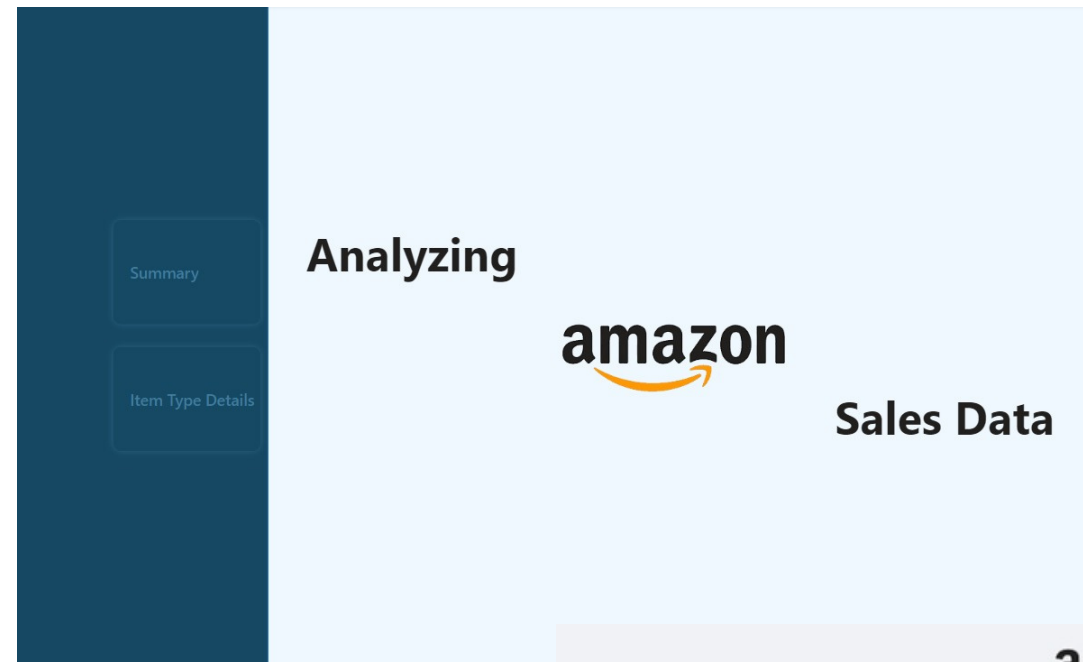 Analyzing
Summary
amazon
Item Type Details
Sales Data